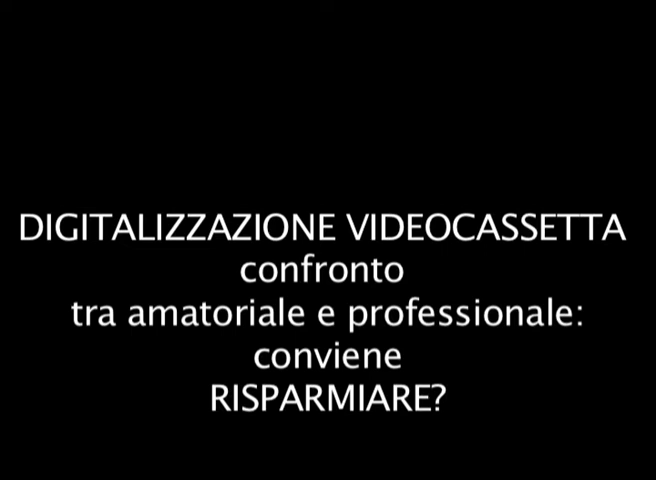 DIGITALIZZAZIONE VIDEOCASSETTA
confronto
tra amatoriale e professionale:
conviene
RISPARMIARE?